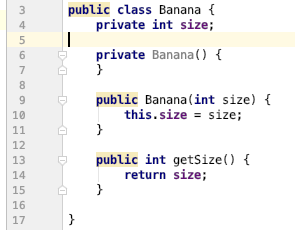 3 public class Banana {
4     private int size;
5
6     private Banana() {
7     }
8
9     public Banana(int size) {
10         this.size = size;
11     }
12
13     public int getSize() {
14         return size;
15     }
16
17 }